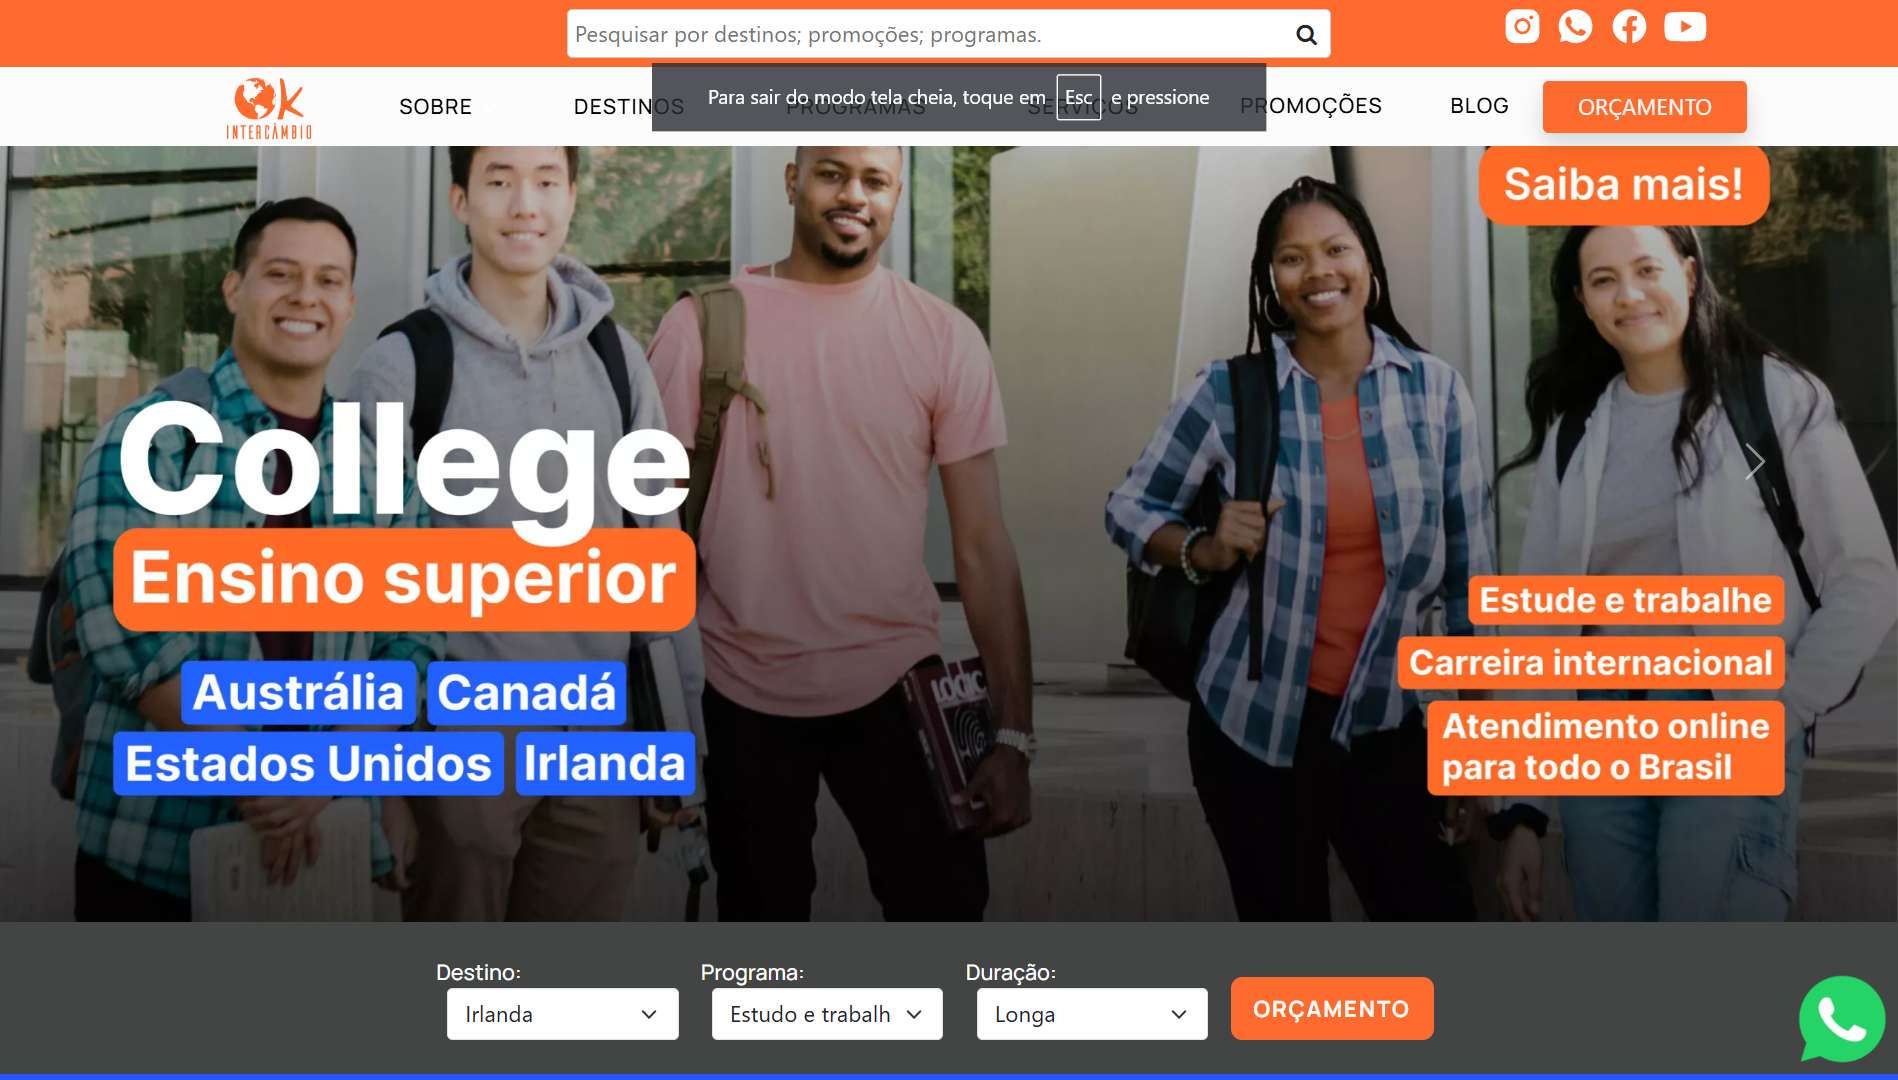 Pesquisar por destinos; promoções; programas.
OK
INTERCÂMBIO
SOBRE
DESTINOS
PROGRAMAS
SERVIÇOS
PROMOÇÕES
BLOG
ORÇAMENTO
Para sair do modo tela cheia, toque em Esc e pressione
Saiba mais!
College
Ensino superior
Austrália Canadá
Estados Unidos Irlanda
LOGIC
Estude e trabalhe
Carreira internacional
Atendimento online
para todo o Brasil
Destino:
Irlanda
Programa:
Estudo e trabalh
Duração:
Longa
ORÇAMENTO